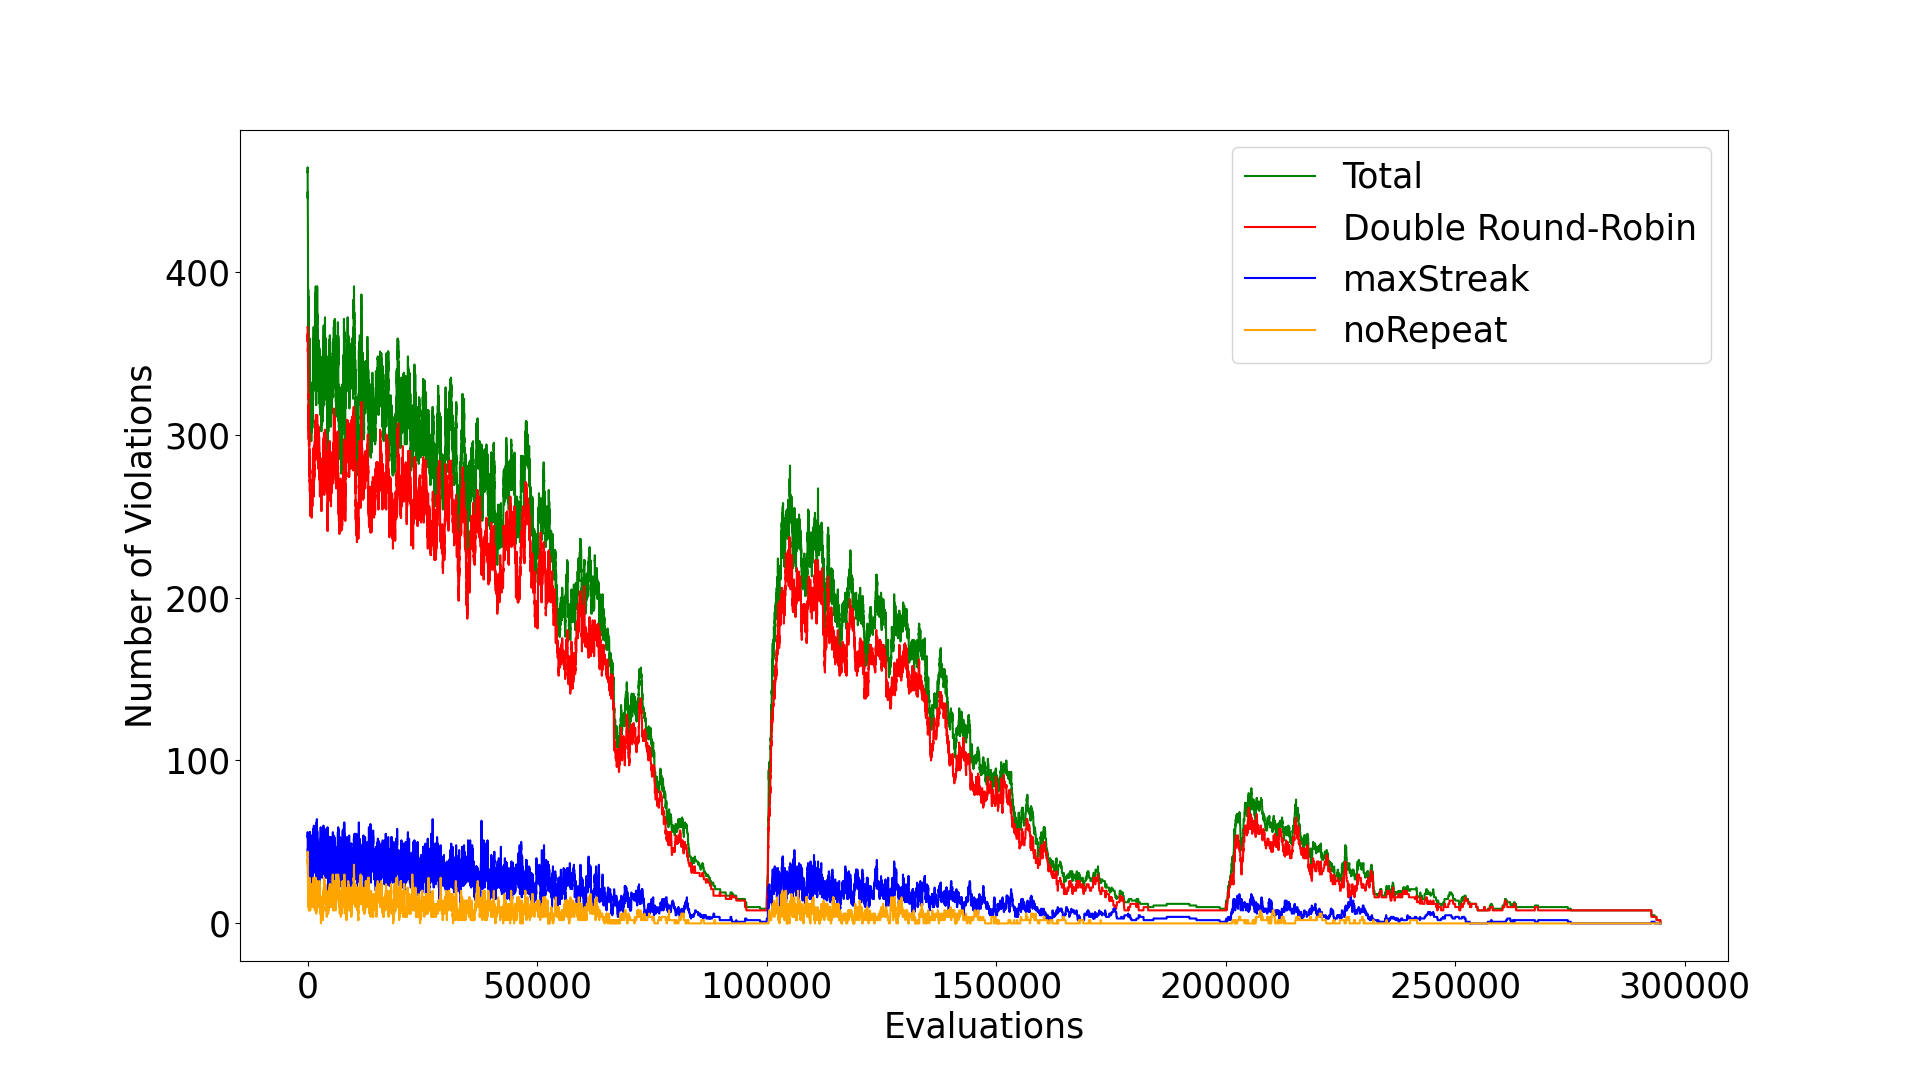 Total
Double Round-Robin
maxStreak
noRepeat
Number of Violations
400
300
200
100
0
0 50000 100000 150000 200000 250000 300000
Evaluations